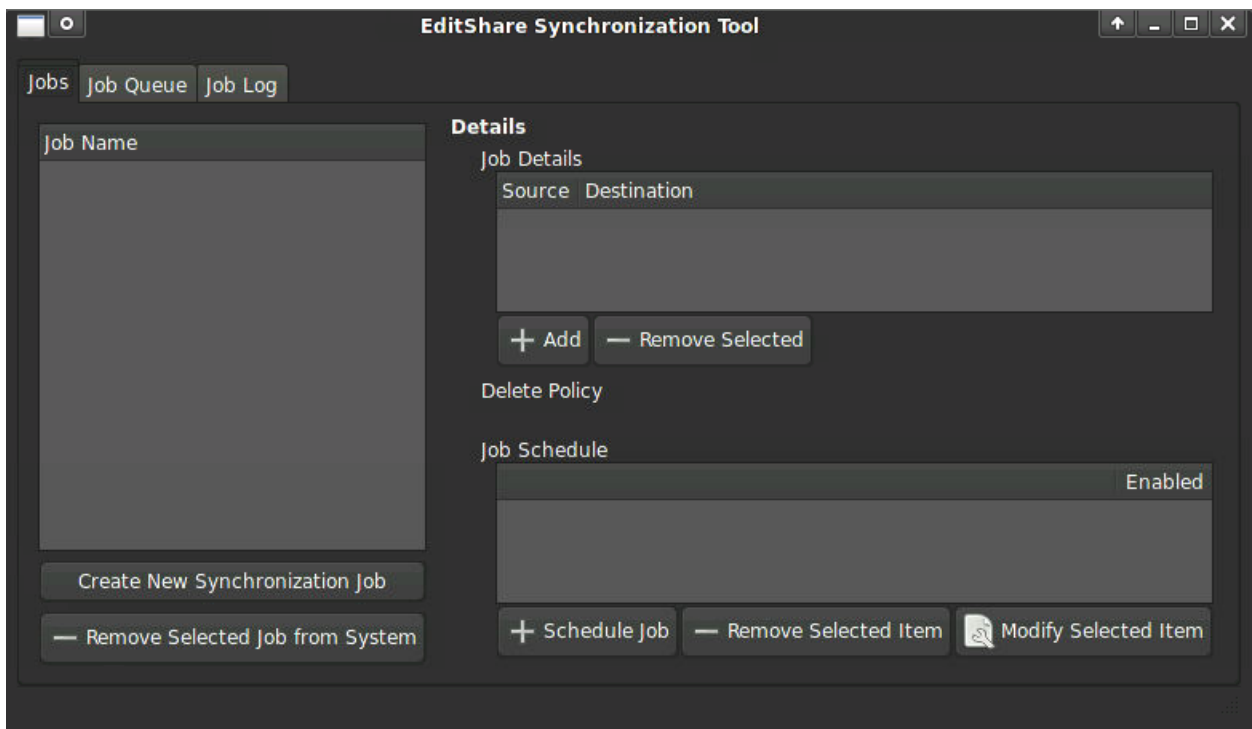 EditShare Synchronization Tool
Jobs Job Queue Job Log
Job Name
Create New Synchronization Job
Remove Selected Job from System
Details
Job Details
Source Destination
Add Remove Selected
Delete Policy
Job Schedule
Enabled
Schedule Job Remove Selected Item Modify Selected Item